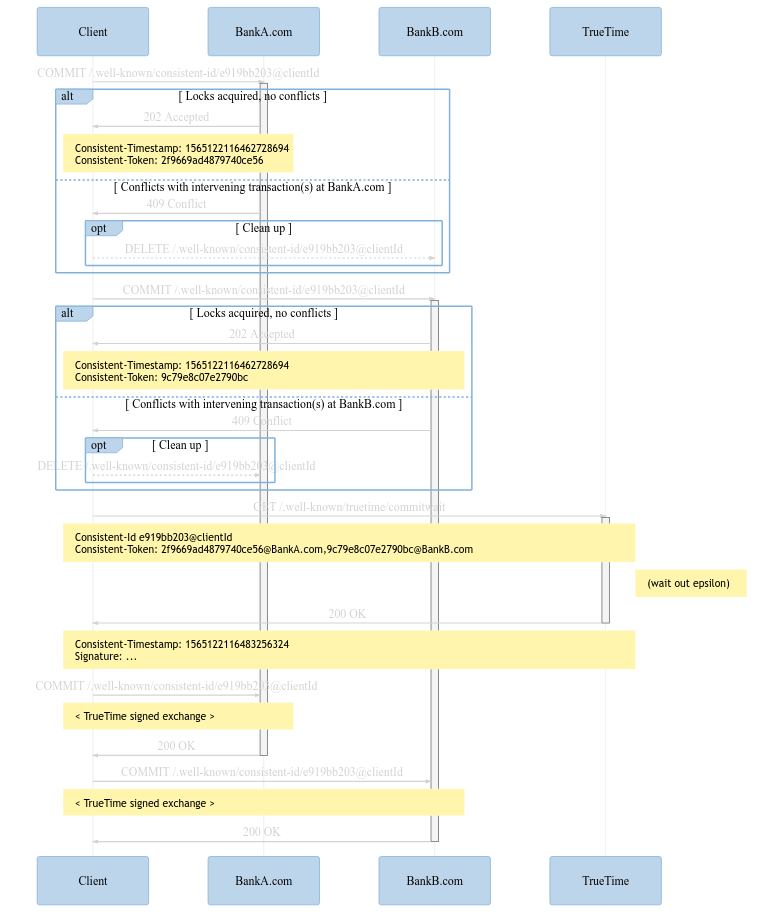 Client
BankA.com
BankB.com
TrueTime
COMMIT /.well-known/consistent-id/e919bb203@clientId
alt
[ Locks acquired, no conflicts ]
202 Accepted
Consistent-Timestamp: 1565122116462728694
Consistent-Token: 2f9669ad4879740ce56
[ Conflicts with intervening transaction(s) at BankA.com ]
409 Conflict
opt
[ Clean up ]
DELETE /.well-known/consistent-id/e919bb203@clientId
COMMIT /.well-known/consistent-id/e919bb203@clientId
alt
[ Locks acquired, no conflicts ]
202 Accepted
Consistent-Timestamp: 1565122116462728694
Consistent-Token: 9c79e8c07e2790bc
[ Conflicts with intervening transaction(s) at BankB.com ]
409 Conflict
opt
[ Clean up ]
DELETE /.well-known/consistent-id/e919bb203@clientId
GET /.well-known/truetime/commitwait
Consistent-Id e919bb203@clientId
Consistent-Token: 2f9669ad4879740ce56@BankA.com,9c79e8c07e2790bc@BankB.com
(wait out epsilon)
200 OK
Consistent-Timestamp: 1565122116483256324
Signature: ...
COMMIT /.well-known/consistent-id/e919bb203@clientId
< TrueTime signed exchange >
200 OK
COMMIT /.well-known/consistent-id/e919bb203@clientId
< TrueTime signed exchange >
200 OK
Client
BankA.com
BankB.com
TrueTime